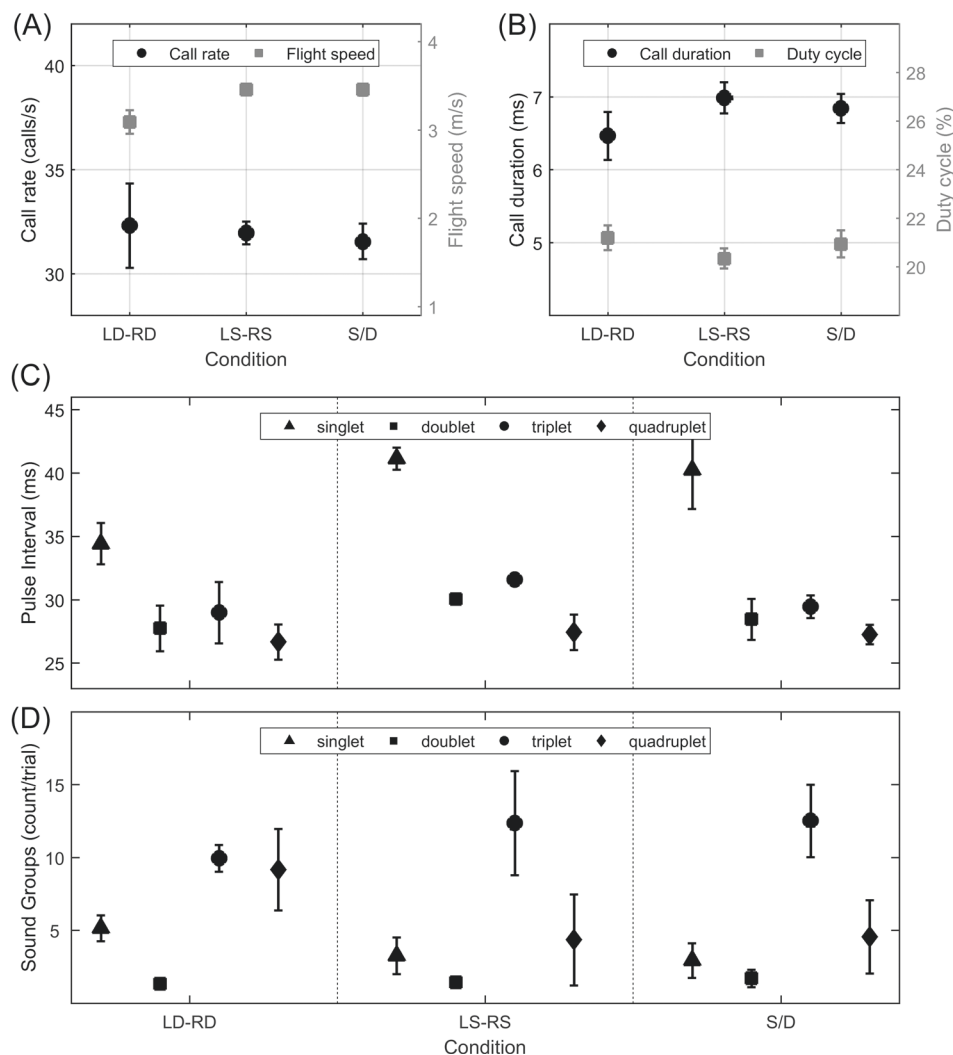 (A)
Call rate
Flight speed
40
35
30
4
3
2
1
Call rate (calls/s)
Flight speed (m/s)
LD-RD
LS-RS
S/D
Condition
(B)
Call duration
Duty cycle
7
6
5
28
26
24
22
20
Call duration (ms)
Duty cycle (%)
LD-RD
LS-RS
S/D
Condition
(C)
singlet
doublet
triplet
quadruplet
45
40
35
30
25
Pulse Interval (ms)
(D)
singlet
doublet
triplet
quadruplet
15
10
5
Sound Groups (count/trial)
LD-RD
LS-RS
S/D
Condition